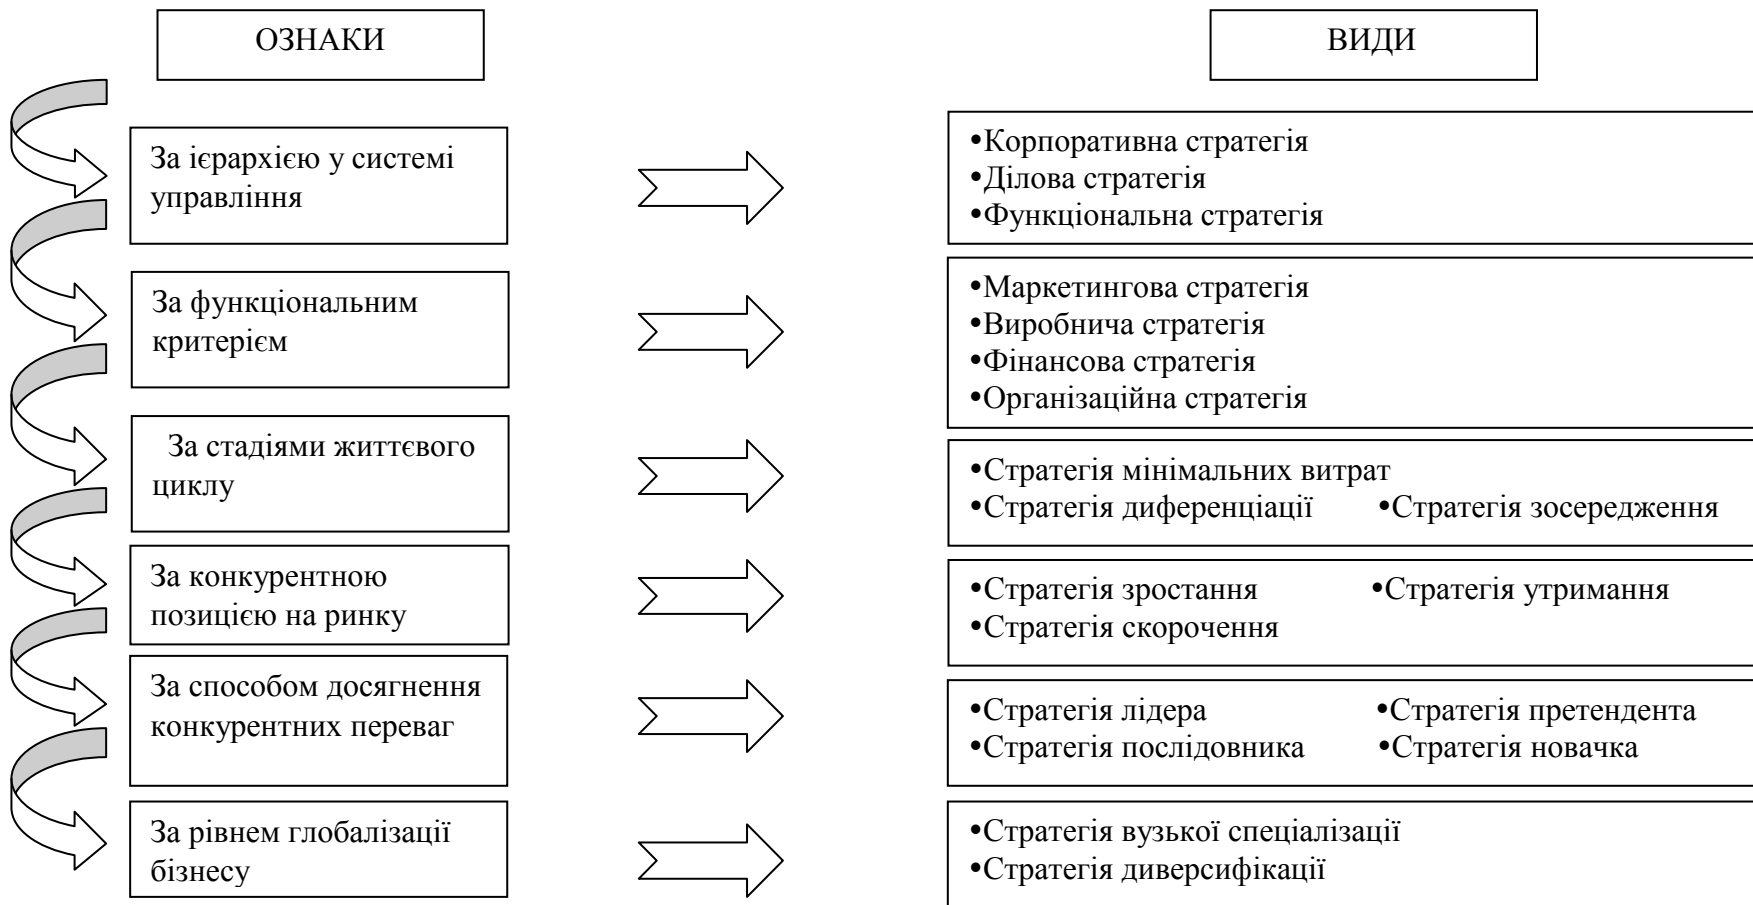 ОЗНАКИ
ВИДИ
За ієрархією у системі
управління
•Корпоративна стратегія
•Ділова стратегія
•Функціональна стратегія
За функціональним
критерієм
•Маркетингова стратегія
•Виробнича стратегія
•Фінансова стратегія
•Організаційна стратегія
За стадіями життєвого
циклу
•Стратегія мінімальних витрат
•Стратегія диференціації •Стратегія зосередження
За конкурентною
позицією на ринку
•Стратегія зростання •Стратегія утримання
•Стратегія скорочення
За способом досягнення
конкурентних переваг
•Стратегія лідера •Стратегія претендента
•Стратегія послідовника •Стратегія новачка
За рівнем глобалізації
бізнесу
•Стратегія вузької спеціалізації
•Стратегія диверсифікації